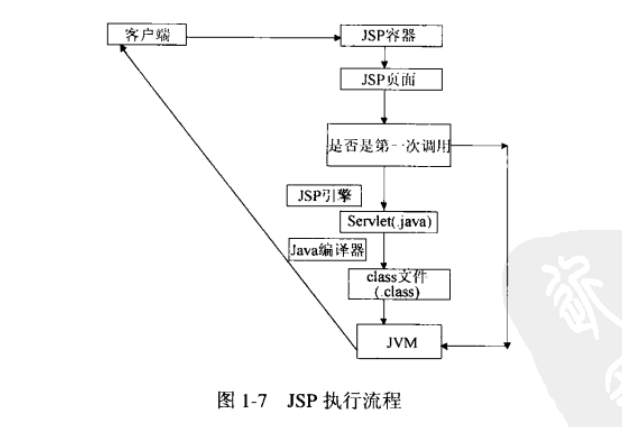 客户端
JSP容器
JSP页面
是否是第一次调用
JSP引擎
Servlet(.java)
Java编译器
class文件
(.class)
JVM
图 1-7 JSP 执行流程